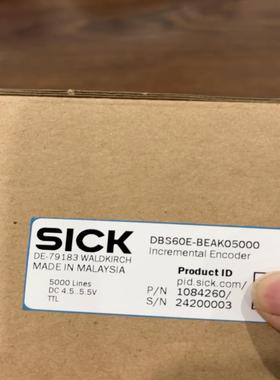 SICK
DE-79183 WALDKIRCH
MADE IN MALAYSIA
5000 Lines
DC 4.5..5.5V
TTL
DBS60E-BEAK05000
Incremental Encoder
Product ID
pid.sick.com/
P/N 1084260/
S/N 24200003